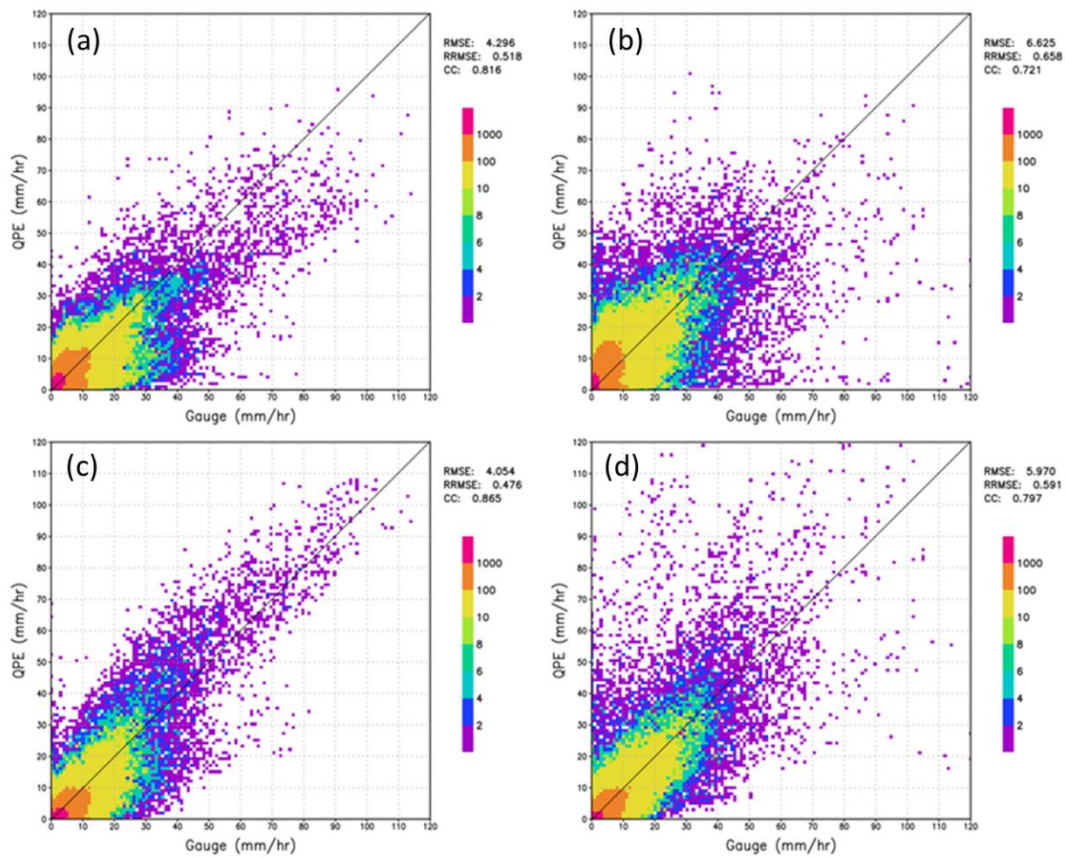 (a)
RMSE: 4.296
RRMSE: 0.518
CC: 0.816
120
110
100
90
80
70
60
50
40
30
20
10
0
QPE (mm/hr)
0 10 20 30 40 50 60 70 80 90 100 110 120
Gauge (mm/hr)
1000
100
10
8
6
4
2
(b)
RMSE: 6.625
RRMSE: 0.658
CC: 0.721
120
110
100
90
80
70
60
50
40
30
20
10
0
QPE (mm/hr)
0 10 20 30 40 50 60 70 80 90 100 110 120
Gauge (mm/hr)
1000
100
10
8
6
4
2
(c)
RMSE: 4.054
RRMSE: 0.476
CC: 0.865
120
110
100
90
80
70
60
50
40
30
20
10
0
QPE (mm/hr)
0 10 20 30 40 50 60 70 80 90 100 110 120
Gauge (mm/hr)
1000
100
10
8
6
4
2
(d)
RMSE: 5.970
RRMSE: 0.591
CC: 0.797
120
110
100
90
80
70
60
50
40
30
20
10
0
QPE (mm/hr)
0 10 20 30 40 50 60 70 80 90 100 110 120
Gauge (mm/hr)
1000
100
10
8
6
4
2